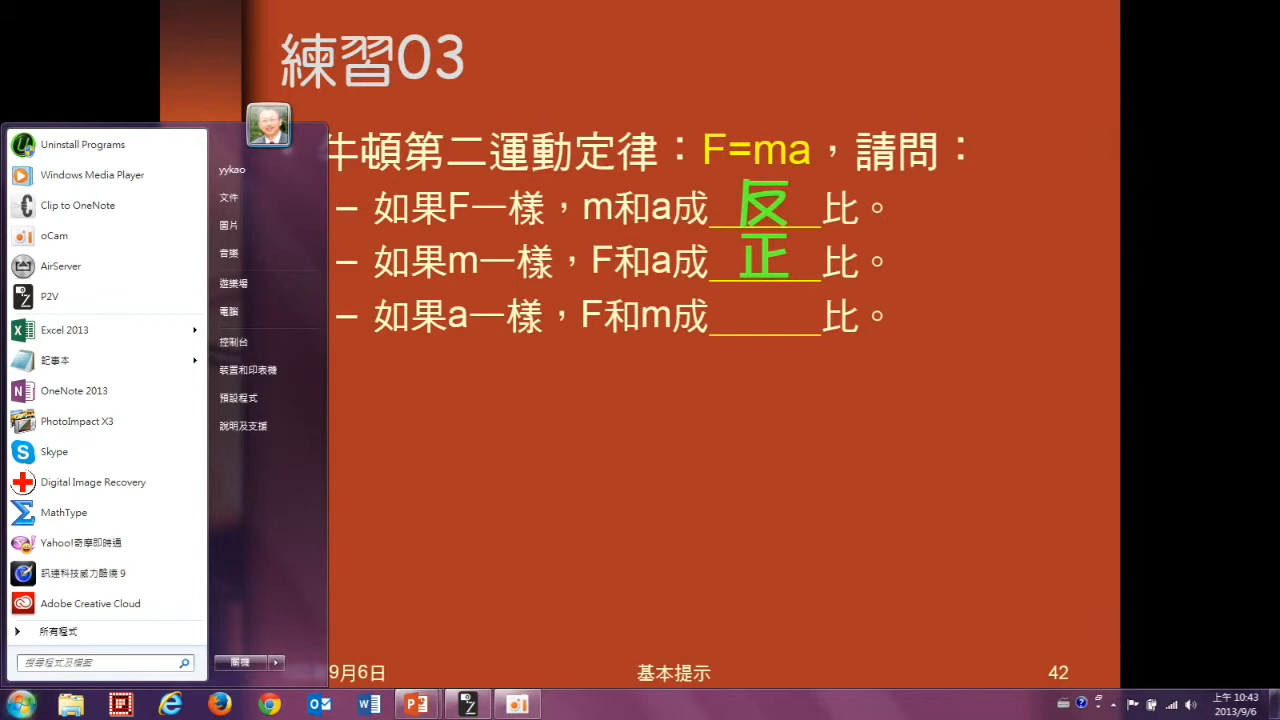 練習03
牛頓第二運動定律：F=ma，請問：
– 如果F一樣，m和a成 反 比。
– 如果m一樣，F和a成 正 比。
– 如果a一樣，F和m成______比。
Uninstall Programs
Windows Media Player
Clip to OneNote
oCam
AirServer
P2V
Excel 2013
記事本
OneNote 2013
PhotoImpact X3
Skype
Digital Image Recovery
MathType
Yahoo!奇摩即時通
訊連科技威力酷燒 9
Adobe Creative Cloud
所有程式
搜尋程式及檔案
yykao
文件
圖片
音樂
遊樂場
電腦
控制台
裝置和印表機
預設程式
說明及支援
關機
9月6日
基本提示
42
上午 10:43
2013/9/6